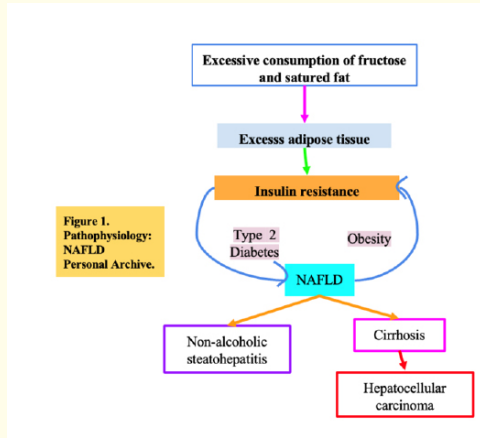 Excessive consumption of fructose
and satured fat
Excesss adipose tissue
Insulin resistance
Figure 1.
Pathophysiology:
NAFLD
Personal Archive.
Type 2
Diabetes
Obesity
NAFLD
Non-alcoholic
steatohepatitis
Cirrhosis
Hepatocellular
carcinoma